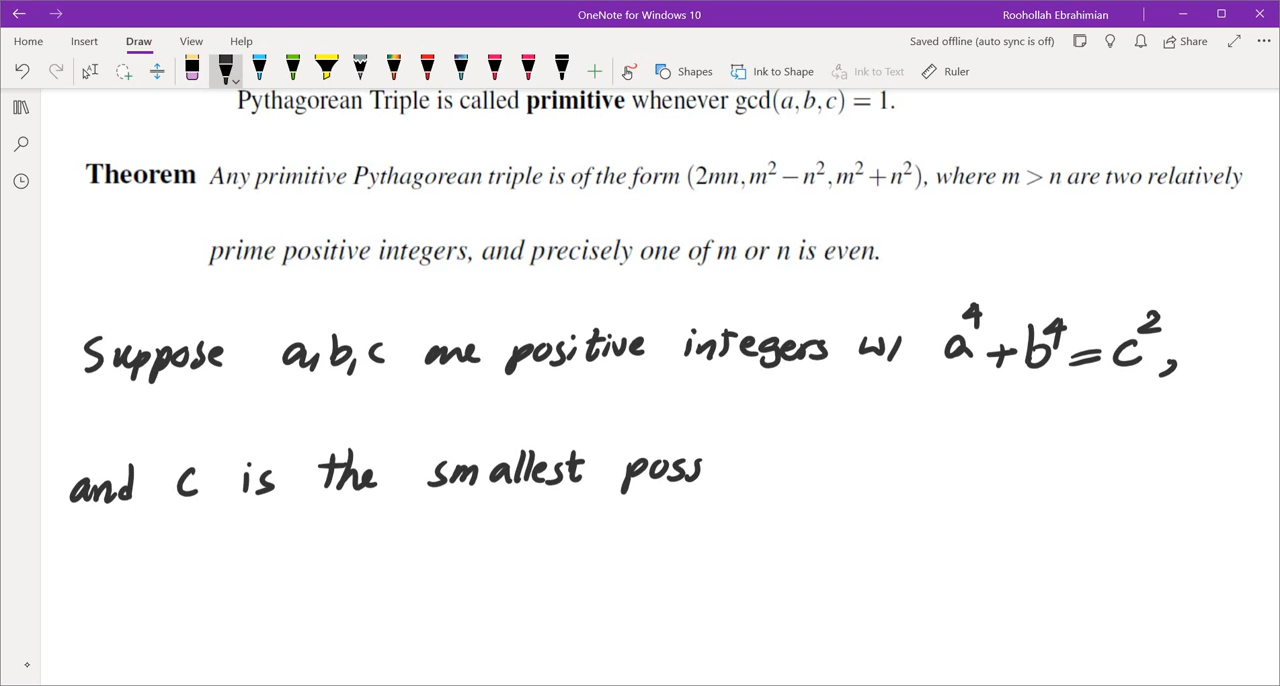 OneNote for Windows 10
Roohollah Ebrahimian
Home Insert Draw View Help
Saved offline (auto sync is off) Share
Shapes Ink to Shape Ink to Text Ruler
Pythagorean Triple is called primitive whenever gcd(a, b, c) = 1.
Theorem Any primitive Pythagorean triple is of the form (2mn, m² − n², m² + n²), where m > n are two relatively
prime positive integers, and precisely one of m or n is even.
Suppose a, b, c are positive integers w/ a⁴ + b⁴ = c²,
and c is the smallest poss